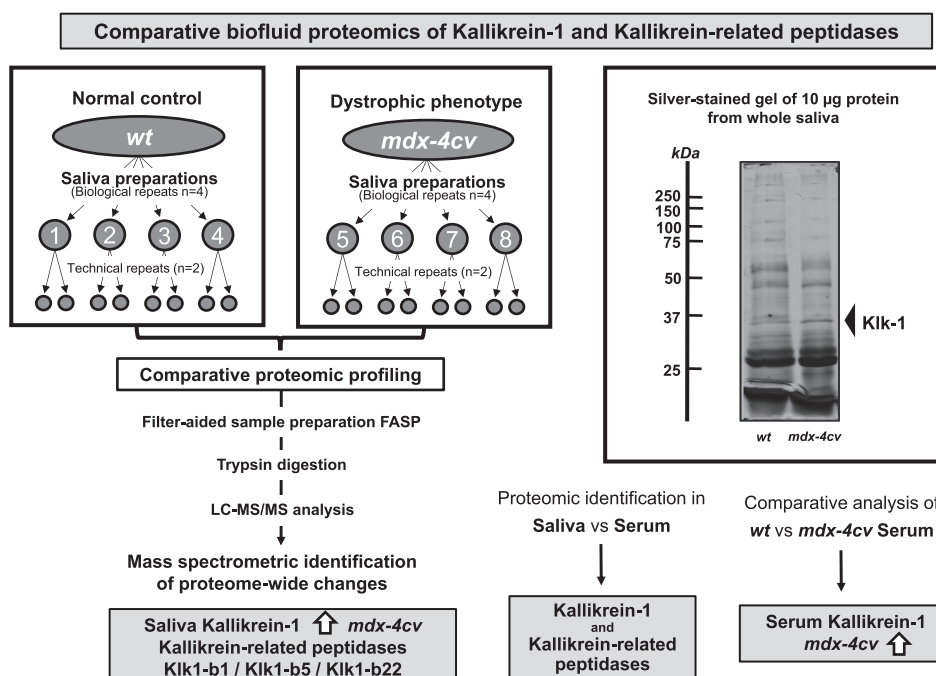 Comparative biofluid proteomics of Kallikrein-1 and Kallikrein-related peptidases
Normal control
wt
Saliva preparations
(Biological repeats n=4)
1 2 3 4
Technical repeats (n=2)
Dystrophic phenotype
mdx-4cv
Saliva preparations
(Biological repeats n=4)
5 6 7 8
Technical repeats (n=2)
Silver-stained gel of 10 µg protein
from whole saliva
kDa
250
150
100
75
50
37
25
Klk-1
wt mdx-4cv
Comparative proteomic profiling
Filter-aided sample preparation FASP
Trypsin digestion
LC-MS/MS analysis
Mass spectrometric identification
of proteome-wide changes
Saliva Kallikrein-1 mdx-4cv
Kallikrein-related peptidases
Klk1-b1 / Klk1-b5 / Klk1-b22
Proteomic identification in
Saliva vs Serum
Kallikrein-1
and
Kallikrein-related
peptidases
Comparative analysis of
wt vs mdx-4cv Serum
Serum Kallikrein-1
mdx-4cv